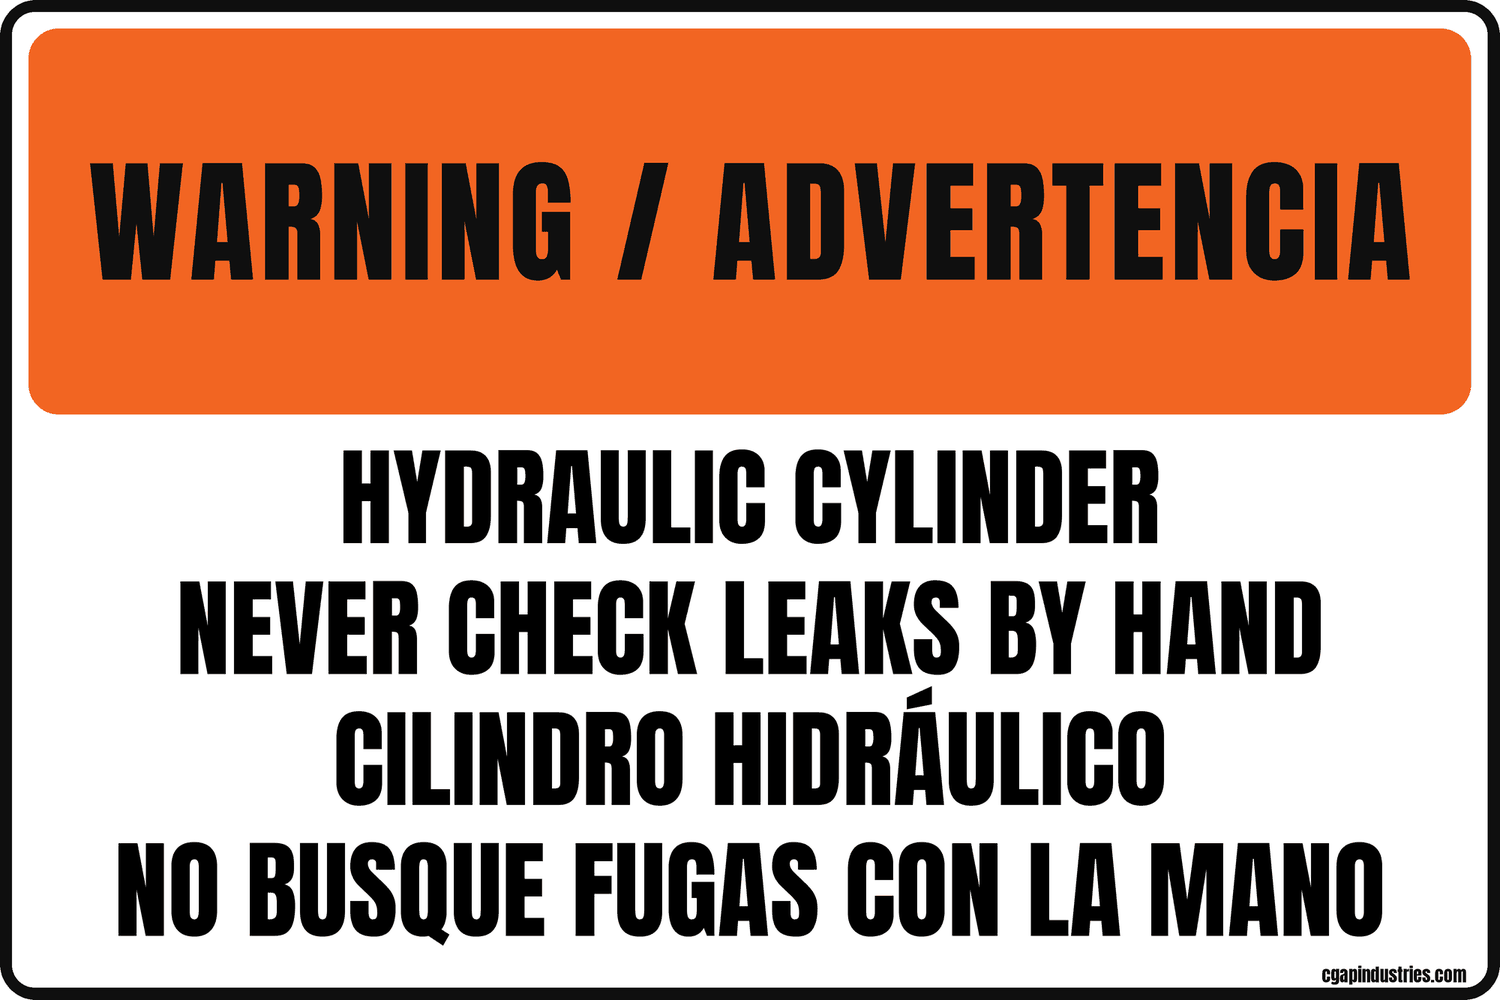 WARNING / ADVERTENCIA
HYDRAULIC CYLINDER
NEVER CHECK LEAKS BY HAND
CILINDRO HIDRÁULICO
NO BUSQUE FUGAS CON LA MANO
cgapindustries.com